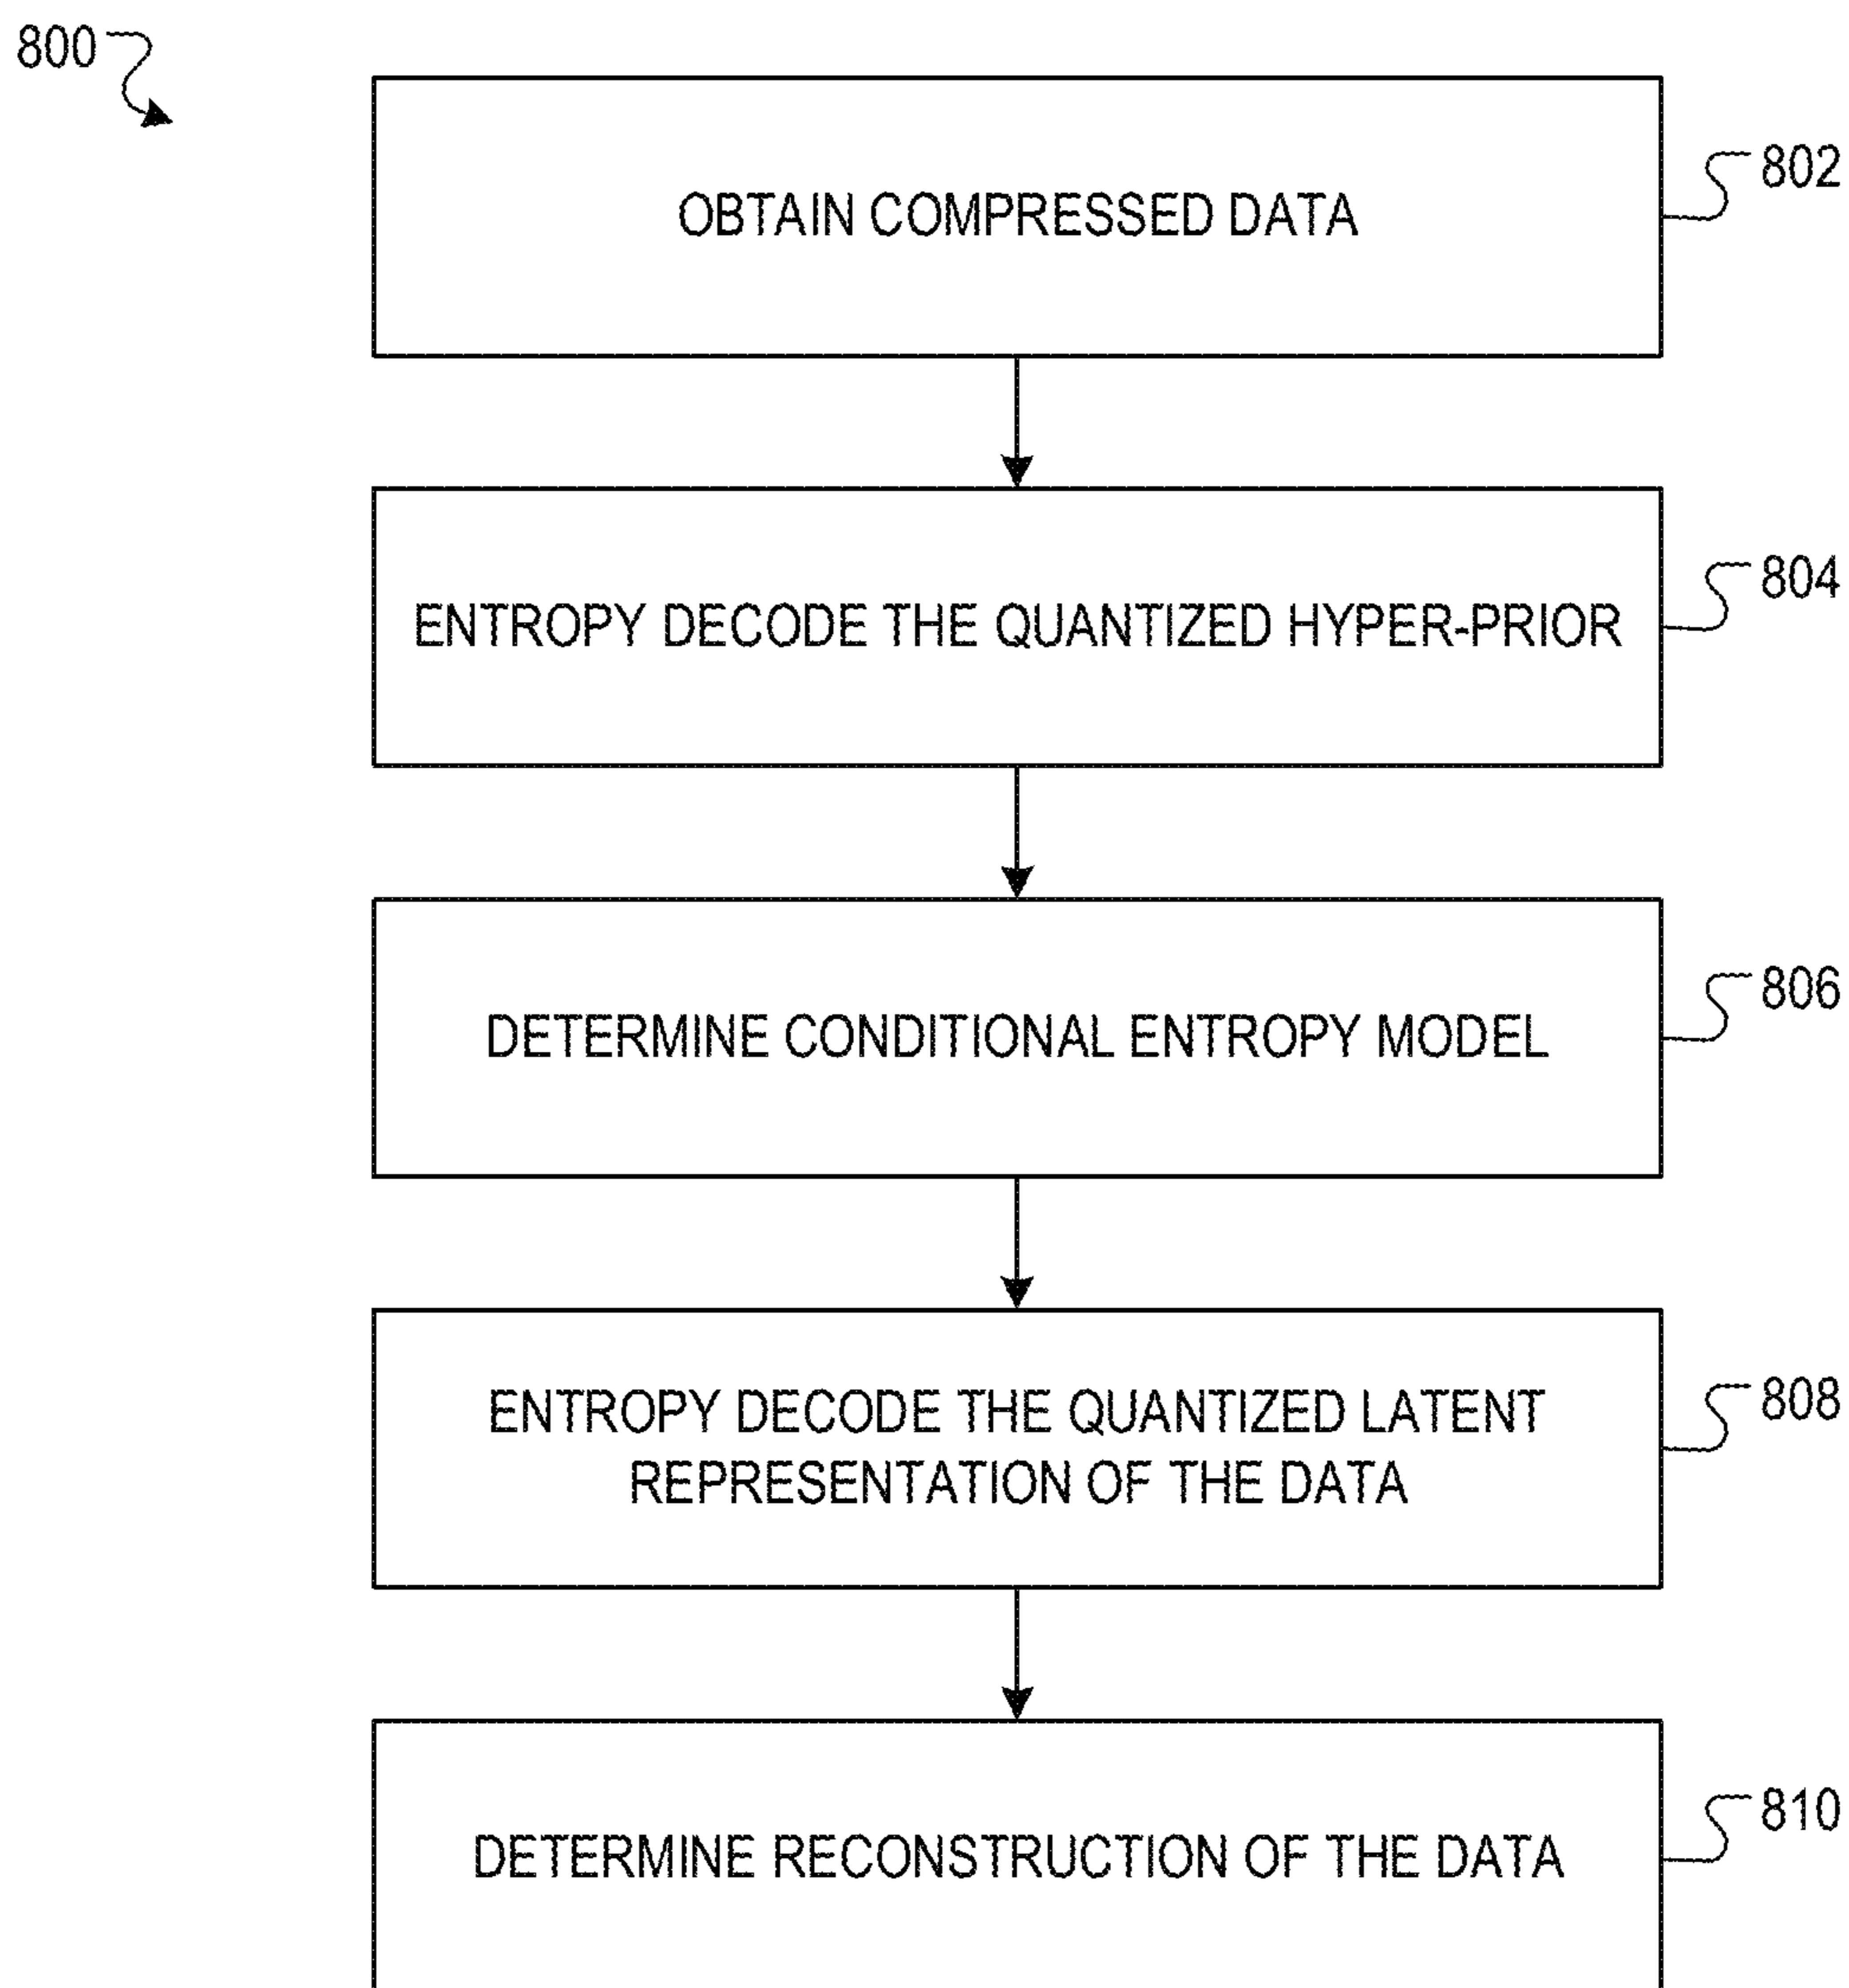 800
OBTAIN COMPRESSED DATA
802
ENTROPY DECODE THE QUANTIZED HYPER-PRIOR
804
DETERMINE CONDITIONAL ENTROPY MODEL
806
ENTROPY DECODE THE QUANTIZED LATENT
REPRESENTATION OF THE DATA
808
DETERMINE RECONSTRUCTION OF THE DATA
810